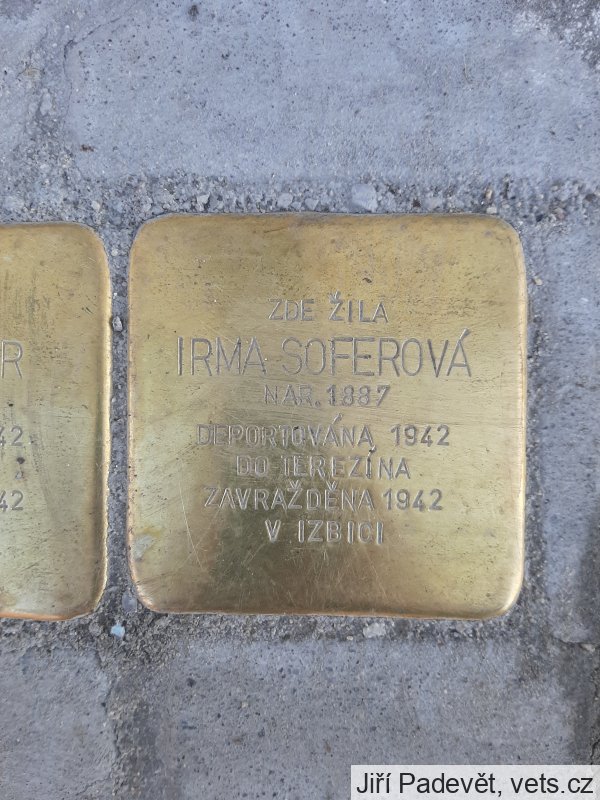 ZDE ŽILA
IRMA SOFEROVÁ
NAR. 1887
DEPORTOVÁNA 1942
DO TEREZÍNA
ZAVRAŽDĚNA 1942
V IZBICI
Jiří Padevět, vets.cz